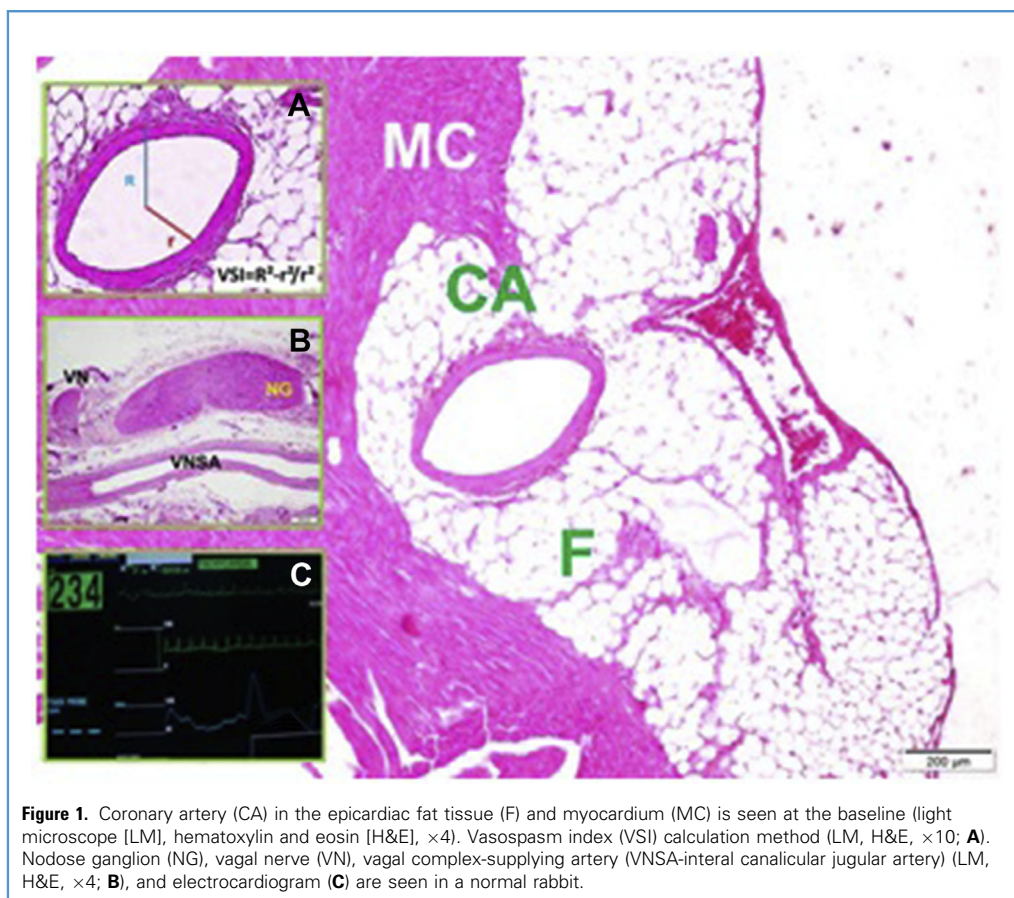 A
MC
R
r
VSI=R²-r²/r²
CA
B
VN
NG
VNSA
F
C
234
200 µm
Figure 1. Coronary artery (CA) in the epicardiac fat tissue (F) and myocardium (MC) is seen at the baseline (light
microscope [LM], hematoxylin and eosin [H&E], ×4). Vasospasm index (VSI) calculation method (LM, H&E, ×10; A).
Nodose ganglion (NG), vagal nerve (VN), vagal complex-supplying artery (VNSA-interal canalicular jugular artery) (LM,
H&E, ×4; B), and electrocardiogram (C) are seen in a normal rabbit.